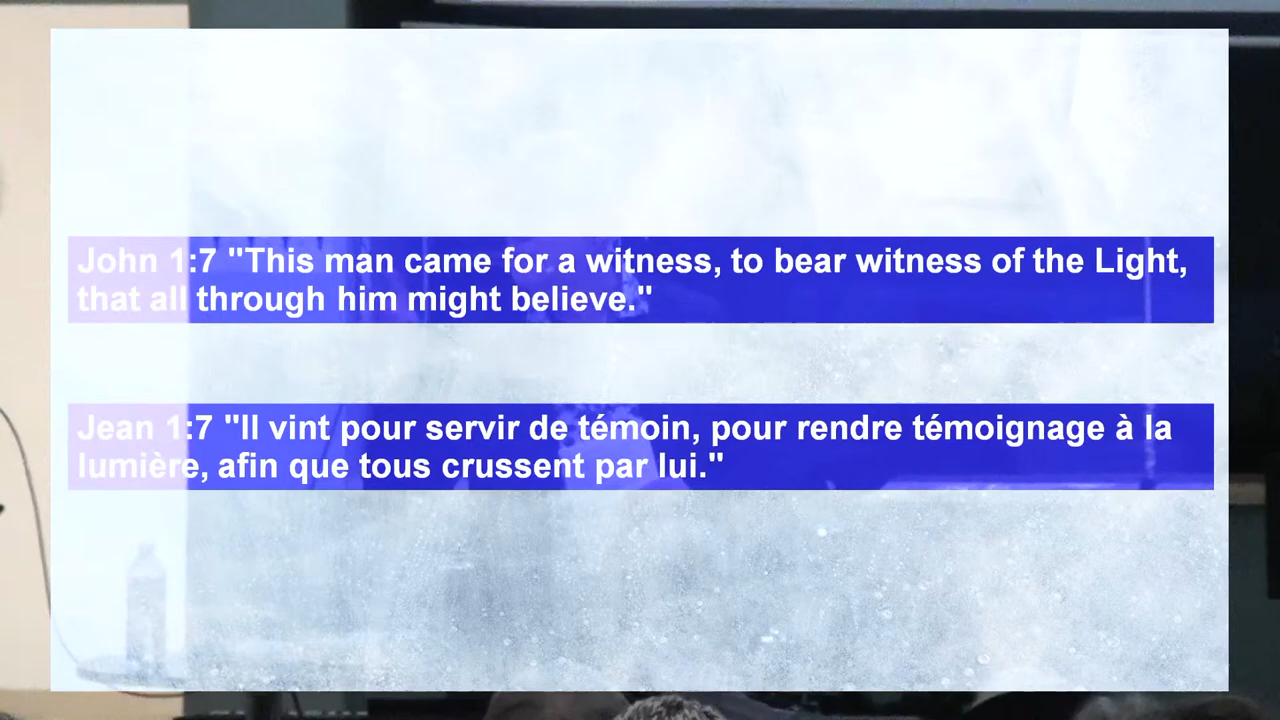 John 1:7 "This man came for a witness, to bear witness of the Light,
that all through him might believe."
Jean 1:7 "Il vint pour servir de témoin, pour rendre témoignage à la
lumière, afin que tous crussent par lui."